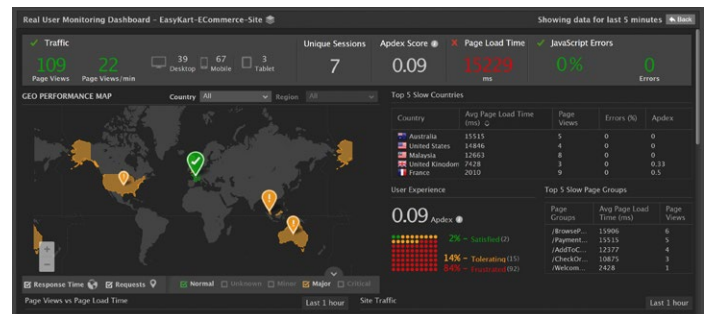 Real User Monitoring Dashboard - EasyKart-ECommerce-Site
Showing data for last 5 minutes
Back
Traffic
109
Page Views
22
Page Views/min
39
Desktop
67
Mobile
3
Tablet
Unique Sessions
7
Apdex Score
0.09
Page Load Time
15229
ms
JavaScript Errors
0%
0
Errors
GEO PERFORMANCE MAP
Country All
Region All
Response Time
Requests
Normal
Unknown
Minor
Major
Critical
Top 5 Slow Countries
Country Avg Page Load Time (ms) Page Views Errors (%) Apdex
Australia 15515 5 0 0
United States 14846 4 0 0
Malaysia 12663 8 0 0
United Kingdom 7428 3 0 0.33
France 2010 9 0 0.5
User Experience
0.09 Apdex
2% - Satisfied(2)
14% - Tolerating(15)
84% - Frustrated(92)
Top 5 Slow Page Groups
Page Groups Avg Page Load Time (ms) Page Views
/BrowseP... 15906 6
/Payment... 15515 5
/AddToC... 12377 4
/CheckOr... 10875 3
/Welcom... 2428 1
Page Views vs Page Load Time
Last 1 hour
Site Traffic
Last 1 hour